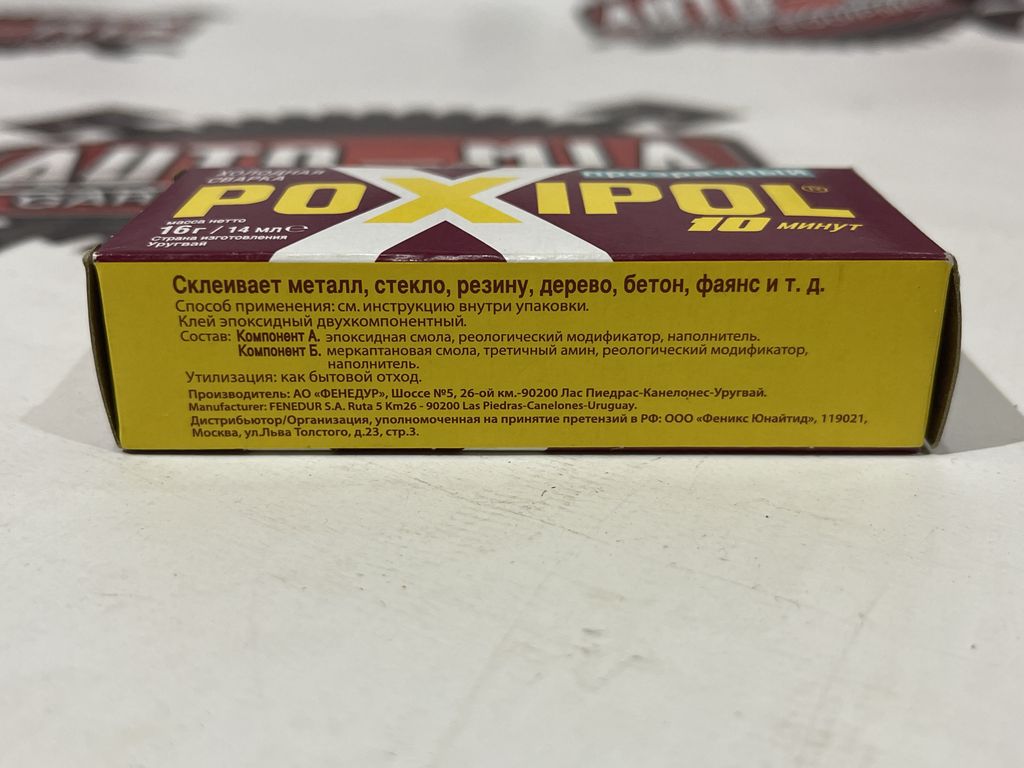 AUTO MIA
GAR
ХОЛОДНАЯ
СВАРКА
прозрачный
POXIPOL®
10 минут
масса нетто
16г / 14 мл ℮
Страна изготовления
Уругвай
Склеивает металл, стекло, резину, дерево, бетон, фаянс и т. д.
Способ применения: см. инструкцию внутри упаковки.
Клей эпоксидный двухкомпонентный.
Состав: Компонент А. эпоксидная смола, реологический модификатор, наполнитель.
Компонент Б. меркаптановая смола, третичный амин, реологический модификатор,
наполнитель.
Утилизация: как бытовой отход.
Производитель: АО «ФЕНЕДУР», Шоссе №5, 26-ой км.-90200 Лас Пиедрас-Канелонес-Уругвай.
Manufacturer: FENEDUR S.A. Ruta 5 Km26 - 90200 Las Piedras-Canelones-Uruguay.
Дистрибьютор/Организация, уполномоченная на принятие претензий в РФ: ООО «Феникс Юнайтид», 119021,
Москва, ул.Льва Толстого, д.23, стр.3.